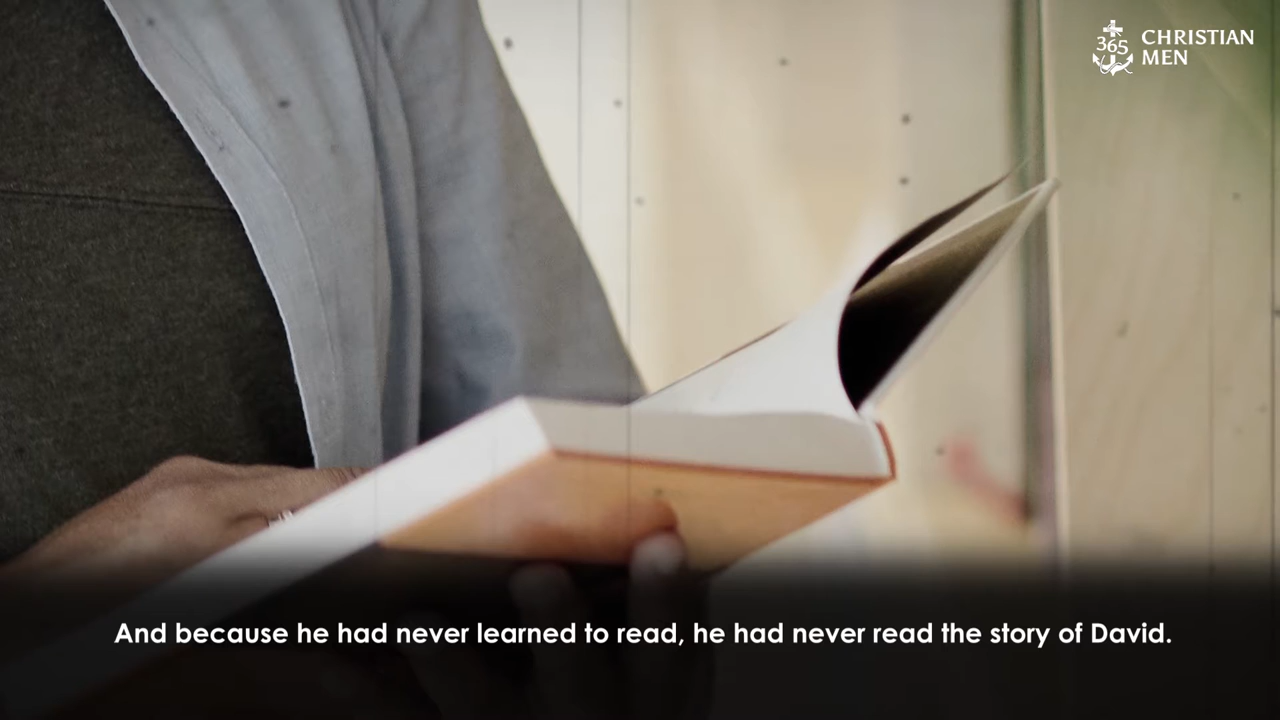 365
CHRISTIAN
MEN
And because he had never learned to read, he had never read the story of David.